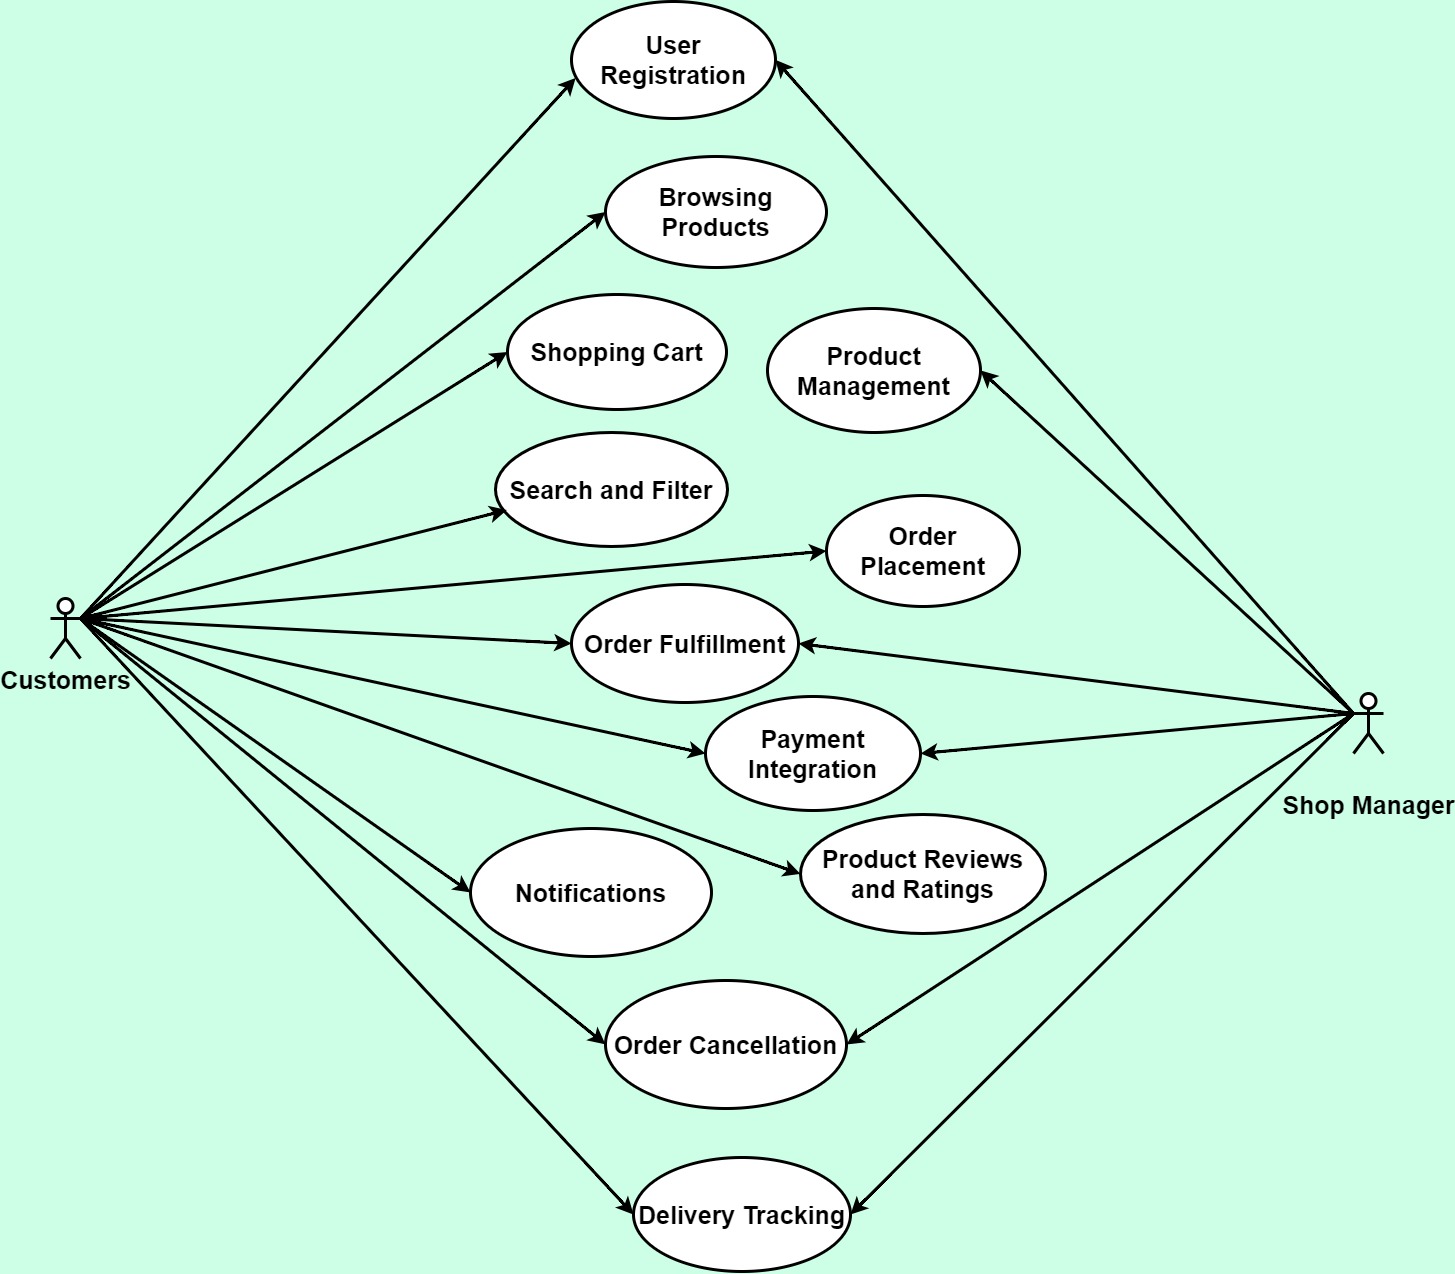 User
Registration
Browsing
Products
Shopping Cart
Product
Management
Search and Filter
Order
Placement
Order Fulfillment
Customers
Payment
Integration
Shop Manager
Product Reviews
and Ratings
Notifications
Order Cancellation
Delivery Tracking